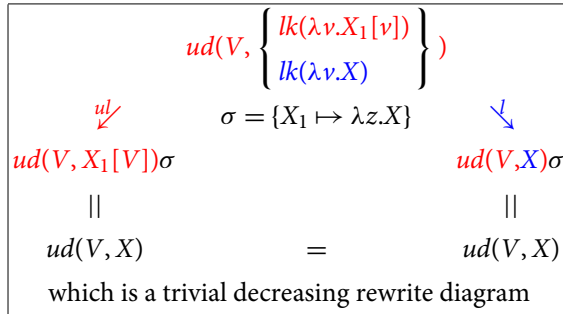 ud(V, { lk(λv.X₁[v])
lk(λv.X) } )
ul σ = {X₁ ↦ λz.X} l
ud(V, X₁[V])σ ud(V,X)σ
|| ||
ud(V, X) = ud(V, X)
which is a trivial decreasing rewrite diagram